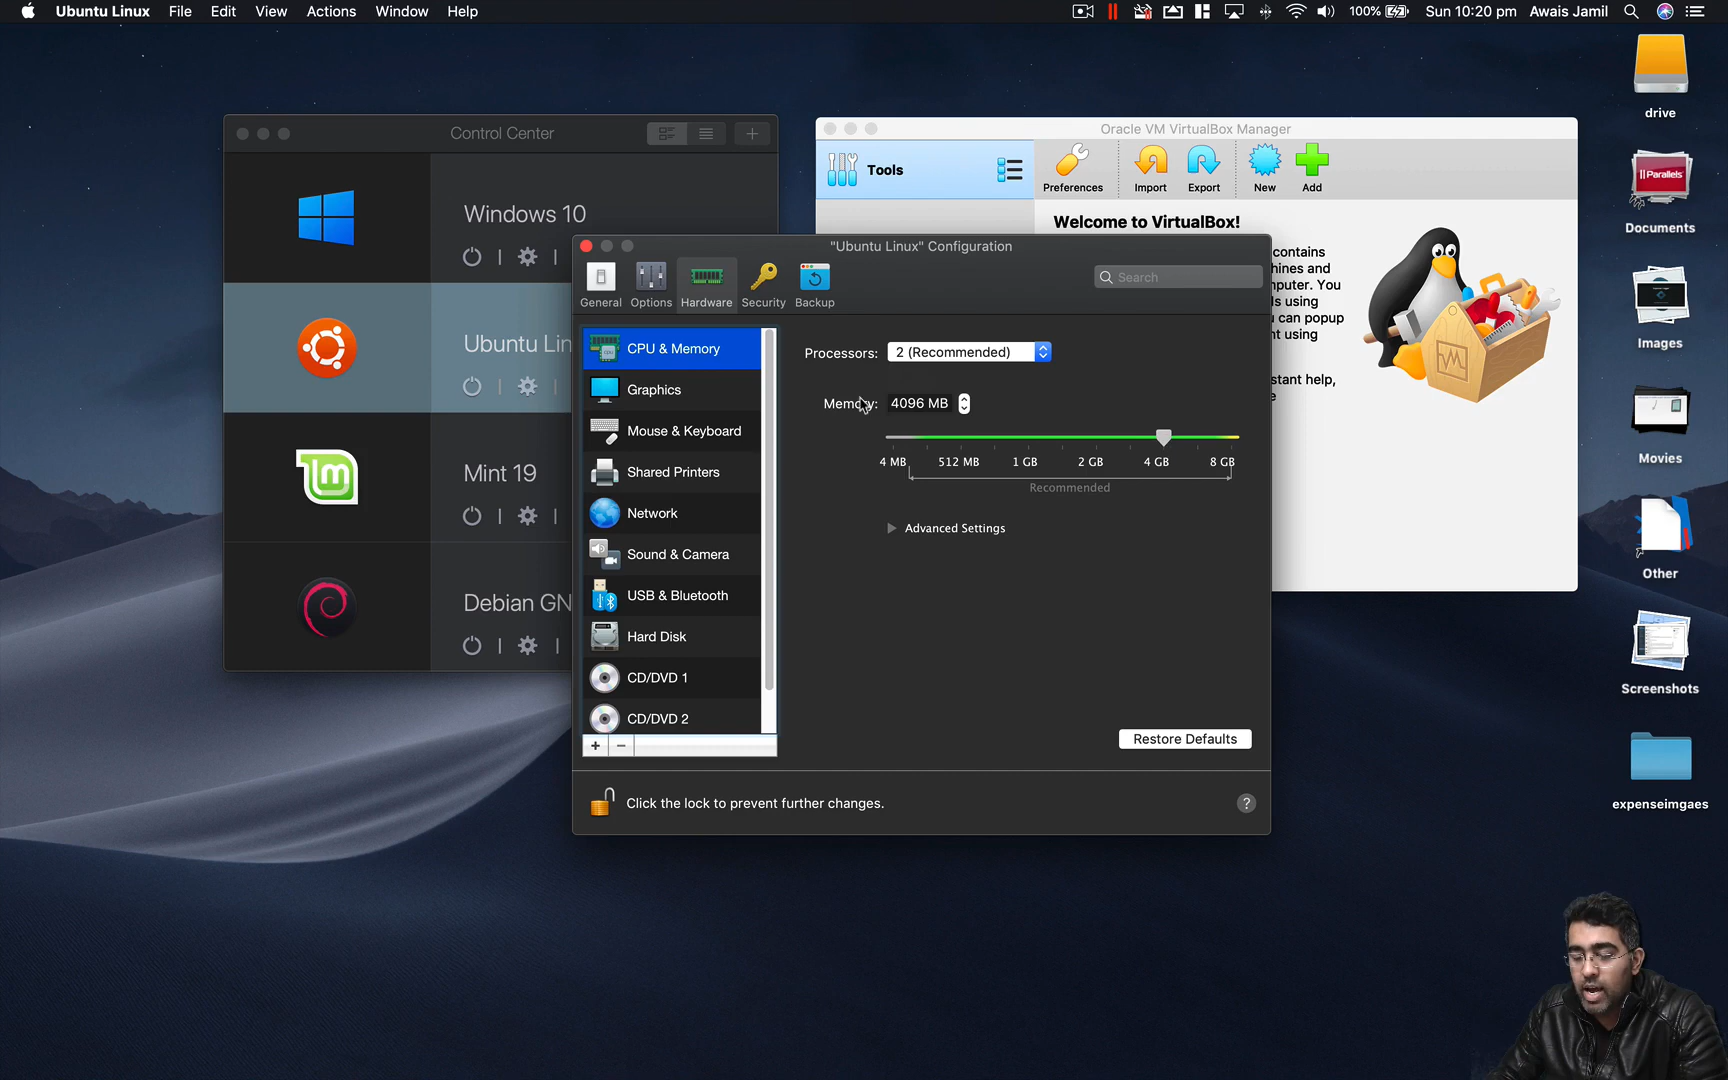 Ubuntu Linux File Edit View Actions Window Help
100% Sun 10:20 pm Awais Jamil
drive
|| Parallels
Documents
Images
Movies
Other
Screenshots
expenseimgaes
Control Center
Windows 10
Ubuntu Lin
Mint 19
Debian GN
Oracle VM VirtualBox Manager
Tools
Preferences Import Export New Add
Welcome to VirtualBox!
contains
hines and
nputer. You
ls using
u can popup
nt using
stant help,
e
"Ubuntu Linux" Configuration
General Options Hardware Security Backup
Search
CPU & Memory
Graphics
Mouse & Keyboard
Shared Printers
Network
Sound & Camera
USB & Bluetooth
Hard Disk
CD/DVD 1
CD/DVD 2
+ −
Processors: 2 (Recommended)
Memory: 4096 MB
4 MB 512 MB 1 GB 2 GB 4 GB 8 GB
Recommended
Advanced Settings
Restore Defaults
Click the lock to prevent further changes.
?